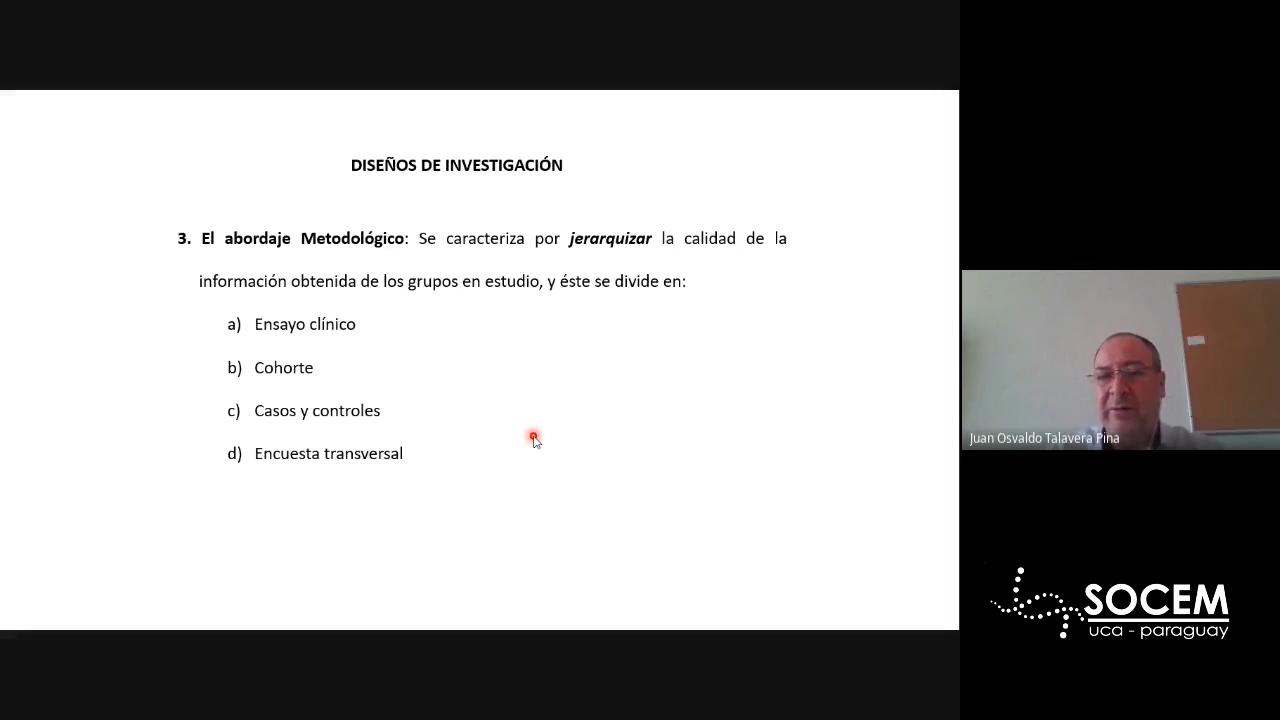 DISEÑOS DE INVESTIGACIÓN
3. El abordaje Metodológico: Se caracteriza por jerarquizar la calidad de la
información obtenida de los grupos en estudio, y éste se divide en:
a) Ensayo clínico
b) Cohorte
c) Casos y controles
d) Encuesta transversal
Juan Osvaldo Talavera Pina
SOCEM
uca - paraguay